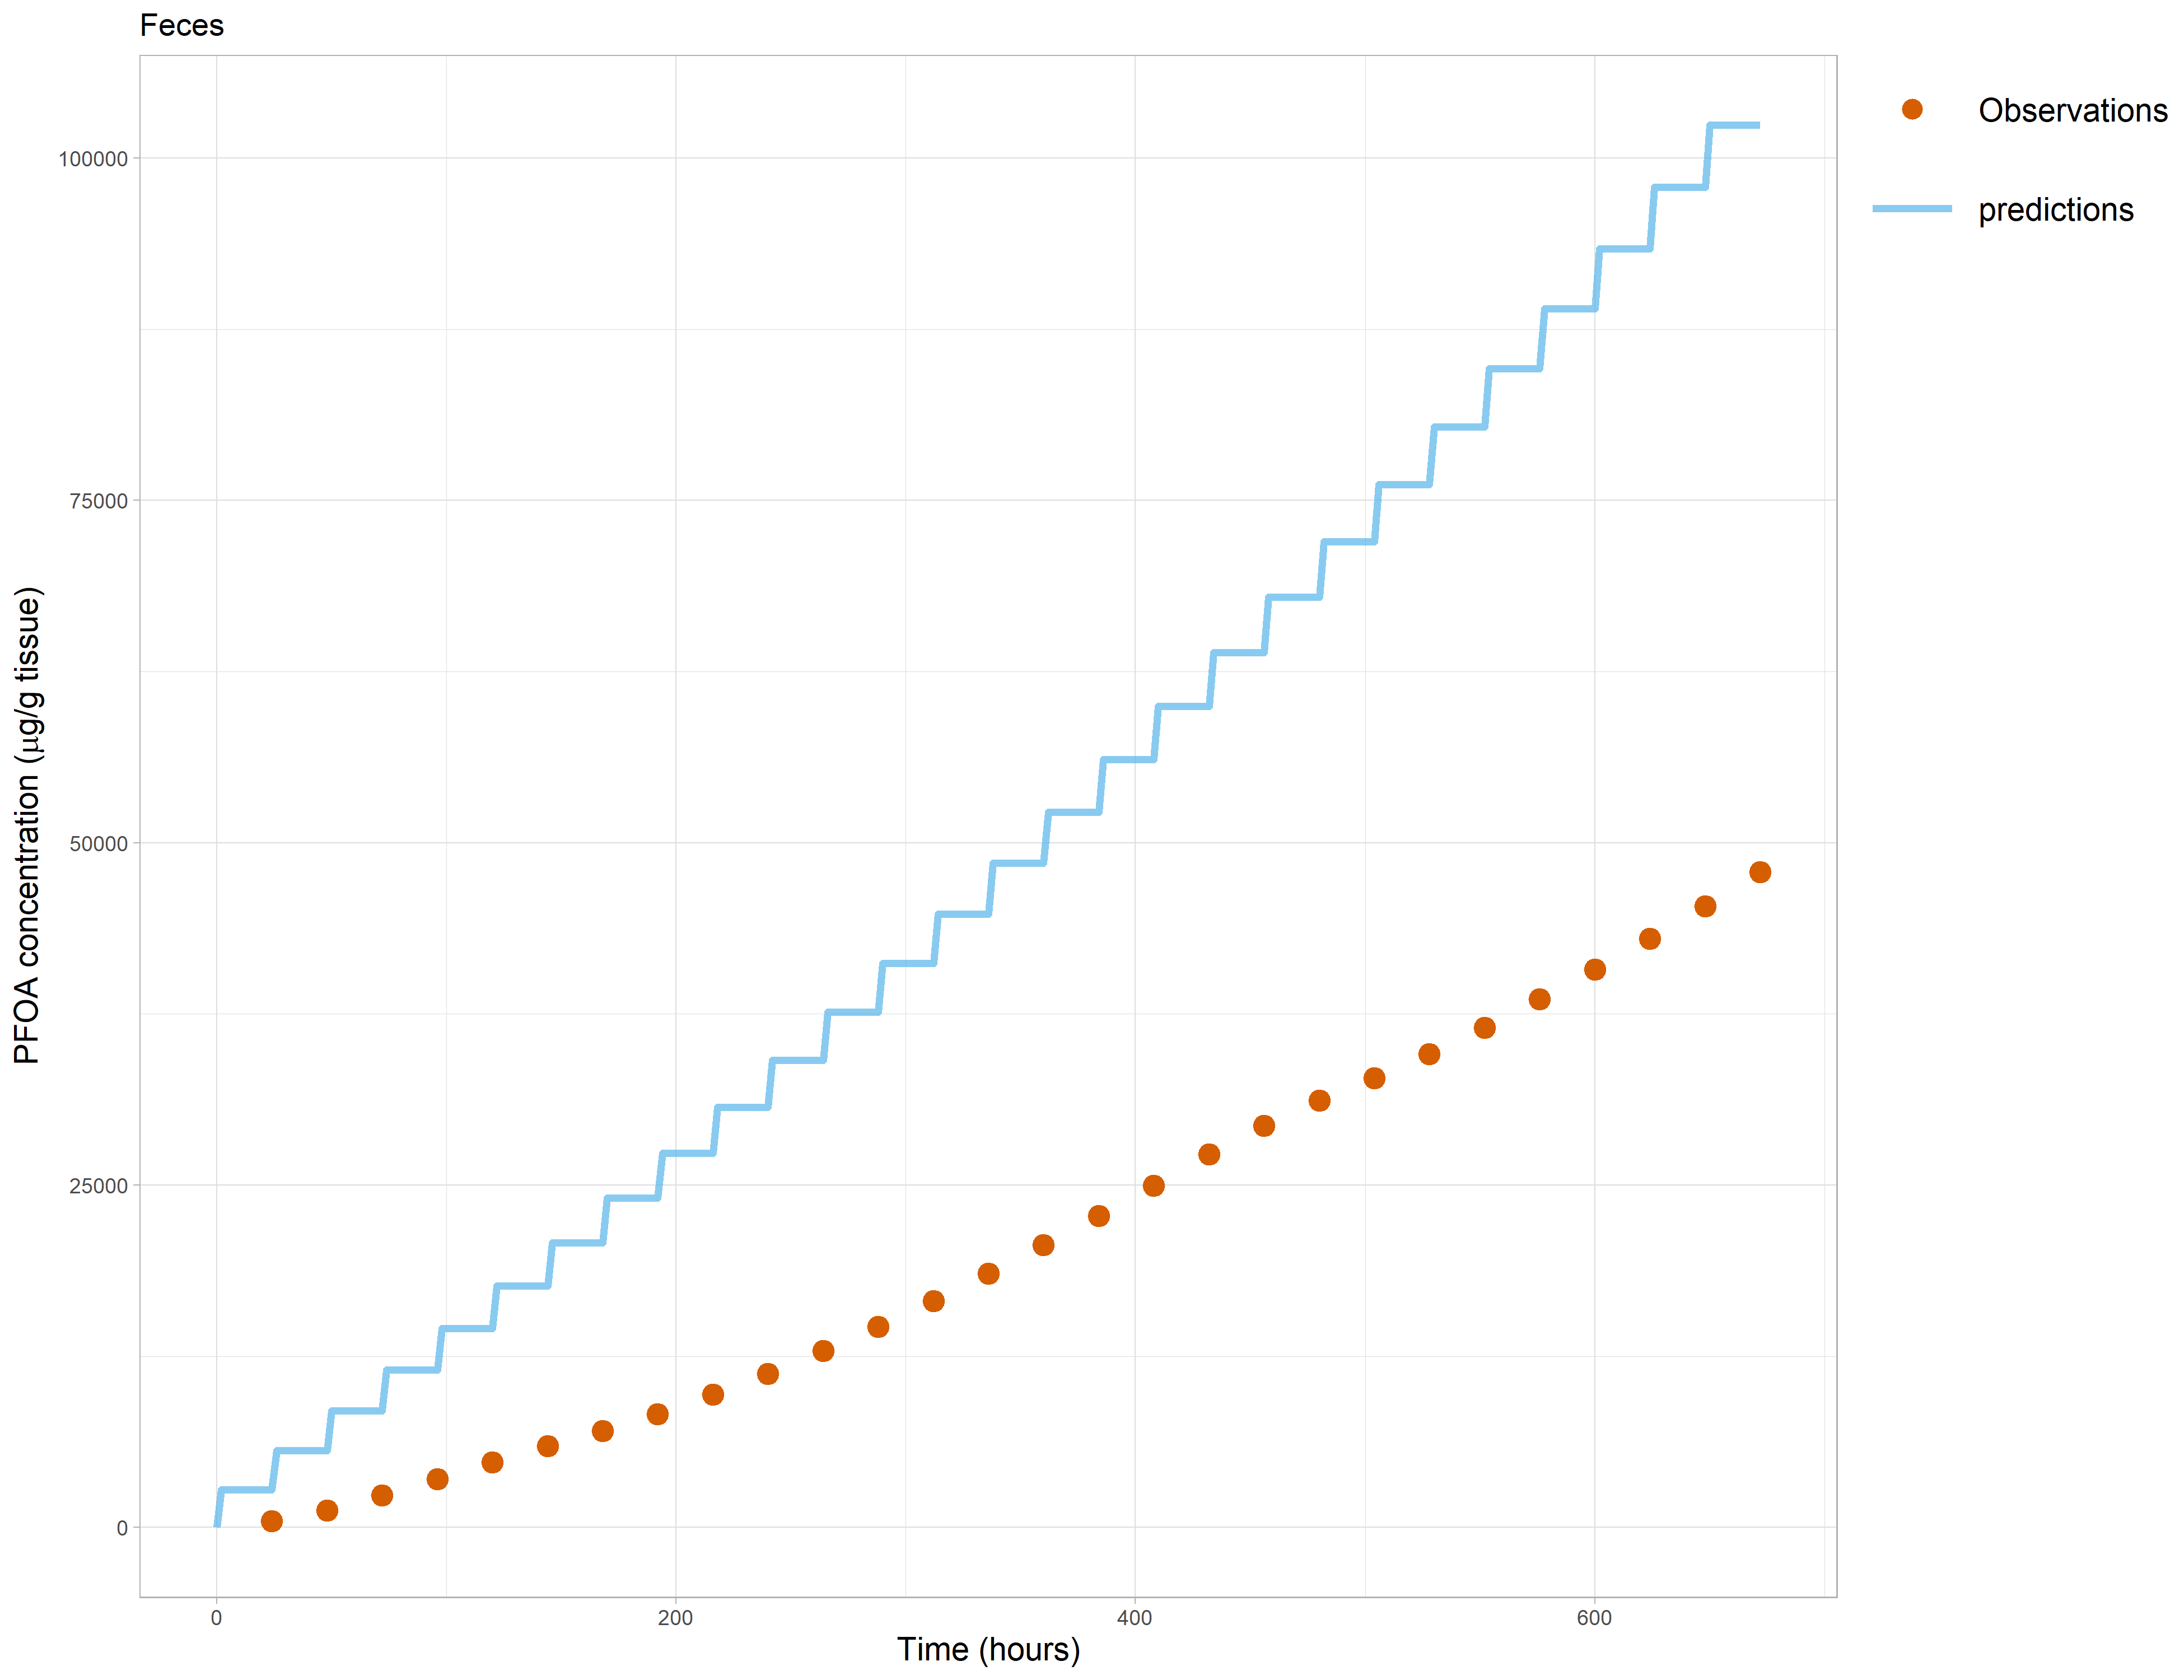 Feces
Observations
predictions
PFOA concentration (μg/g tissue)
100000
75000
50000
25000
0
0 200 400 600
Time (hours)